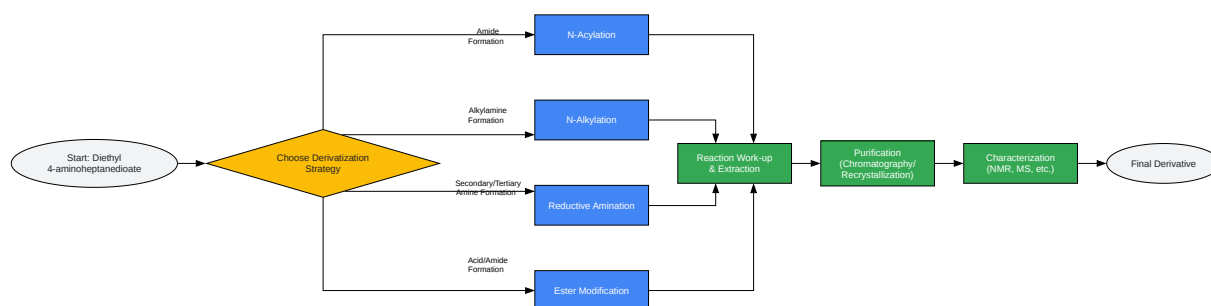 Amide
Formation
N-Acylation
Alkylamine
Formation
N-Alkylation
Start: Diethyl
4-aminoheptanedioate
Choose Derivatization
Strategy
Secondary/Tertiary
Amine Formation
Reductive Amination
Acid/Amide
Formation
Ester Modification
Reaction Work-up
& Extraction
Purification
(Chromatography/
Recrystallization)
Characterization
(NMR, MS, etc.)
Final Derivative